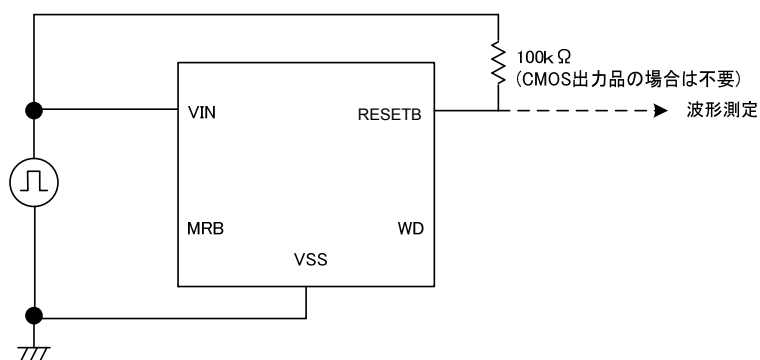 100kΩ
(CMOS出力品の場合は不要)
VIN
RESETB
波形測定
MRB
WD
VSS